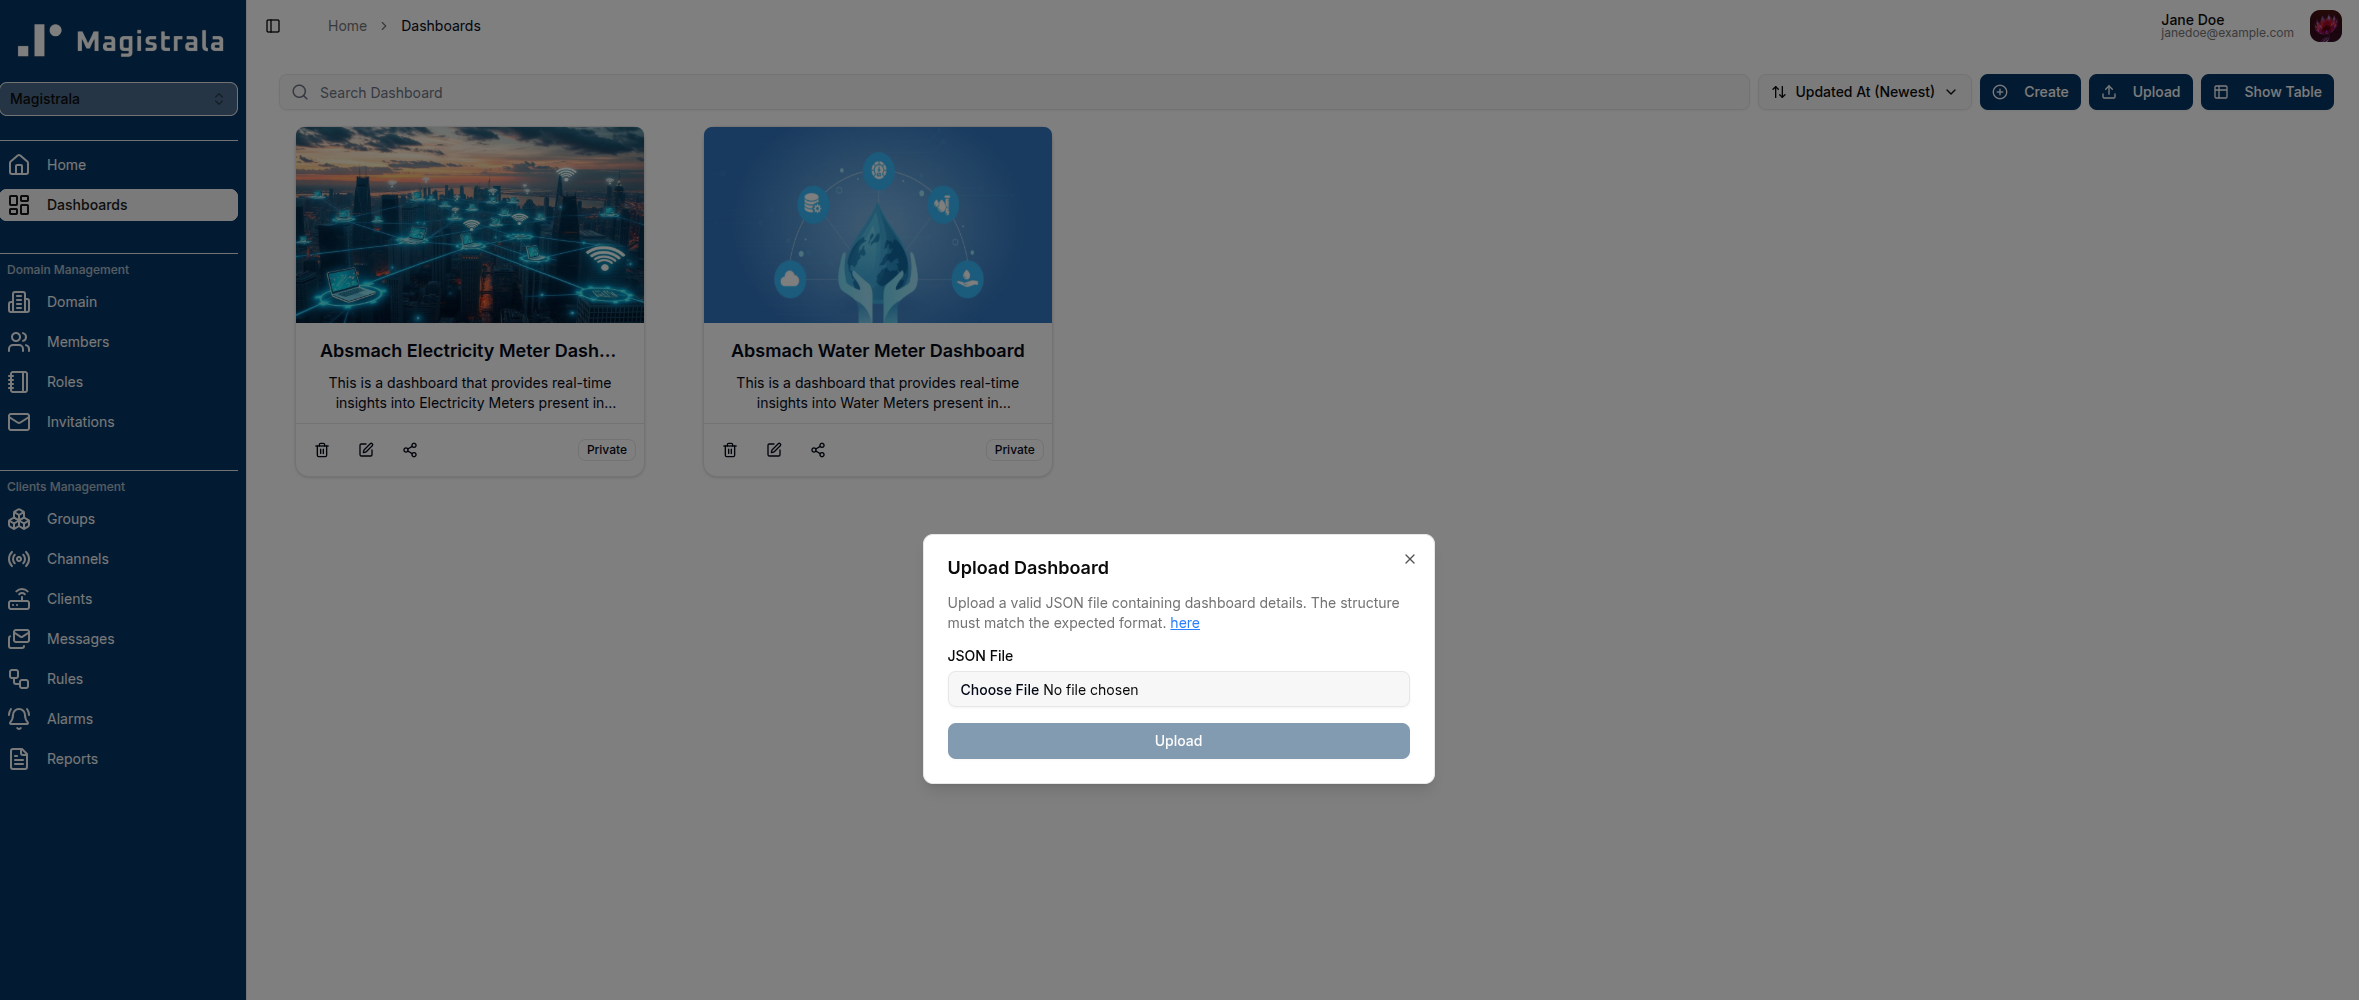 Magistrala
Magistrala
Home
Dashboards
Domain Management
Domain
Members
Roles
Invitations
Clients Management
Groups
Channels
Clients
Messages
Rules
Alarms
Reports
Home > Dashboards
Jane Doe
janedoe@example.com
Search Dashboard
Updated At (Newest)
Create
Upload
Show Table
Absmach Electricity Meter Dash...
This is a dashboard that provides real-time
insights into Electricity Meters present in...
Private
Absmach Water Meter Dashboard
This is a dashboard that provides real-time
insights into Water Meters present in...
Private
Upload Dashboard
Upload a valid JSON file containing dashboard details. The structure
must match the expected format. here
JSON File
Choose File No file chosen
Upload